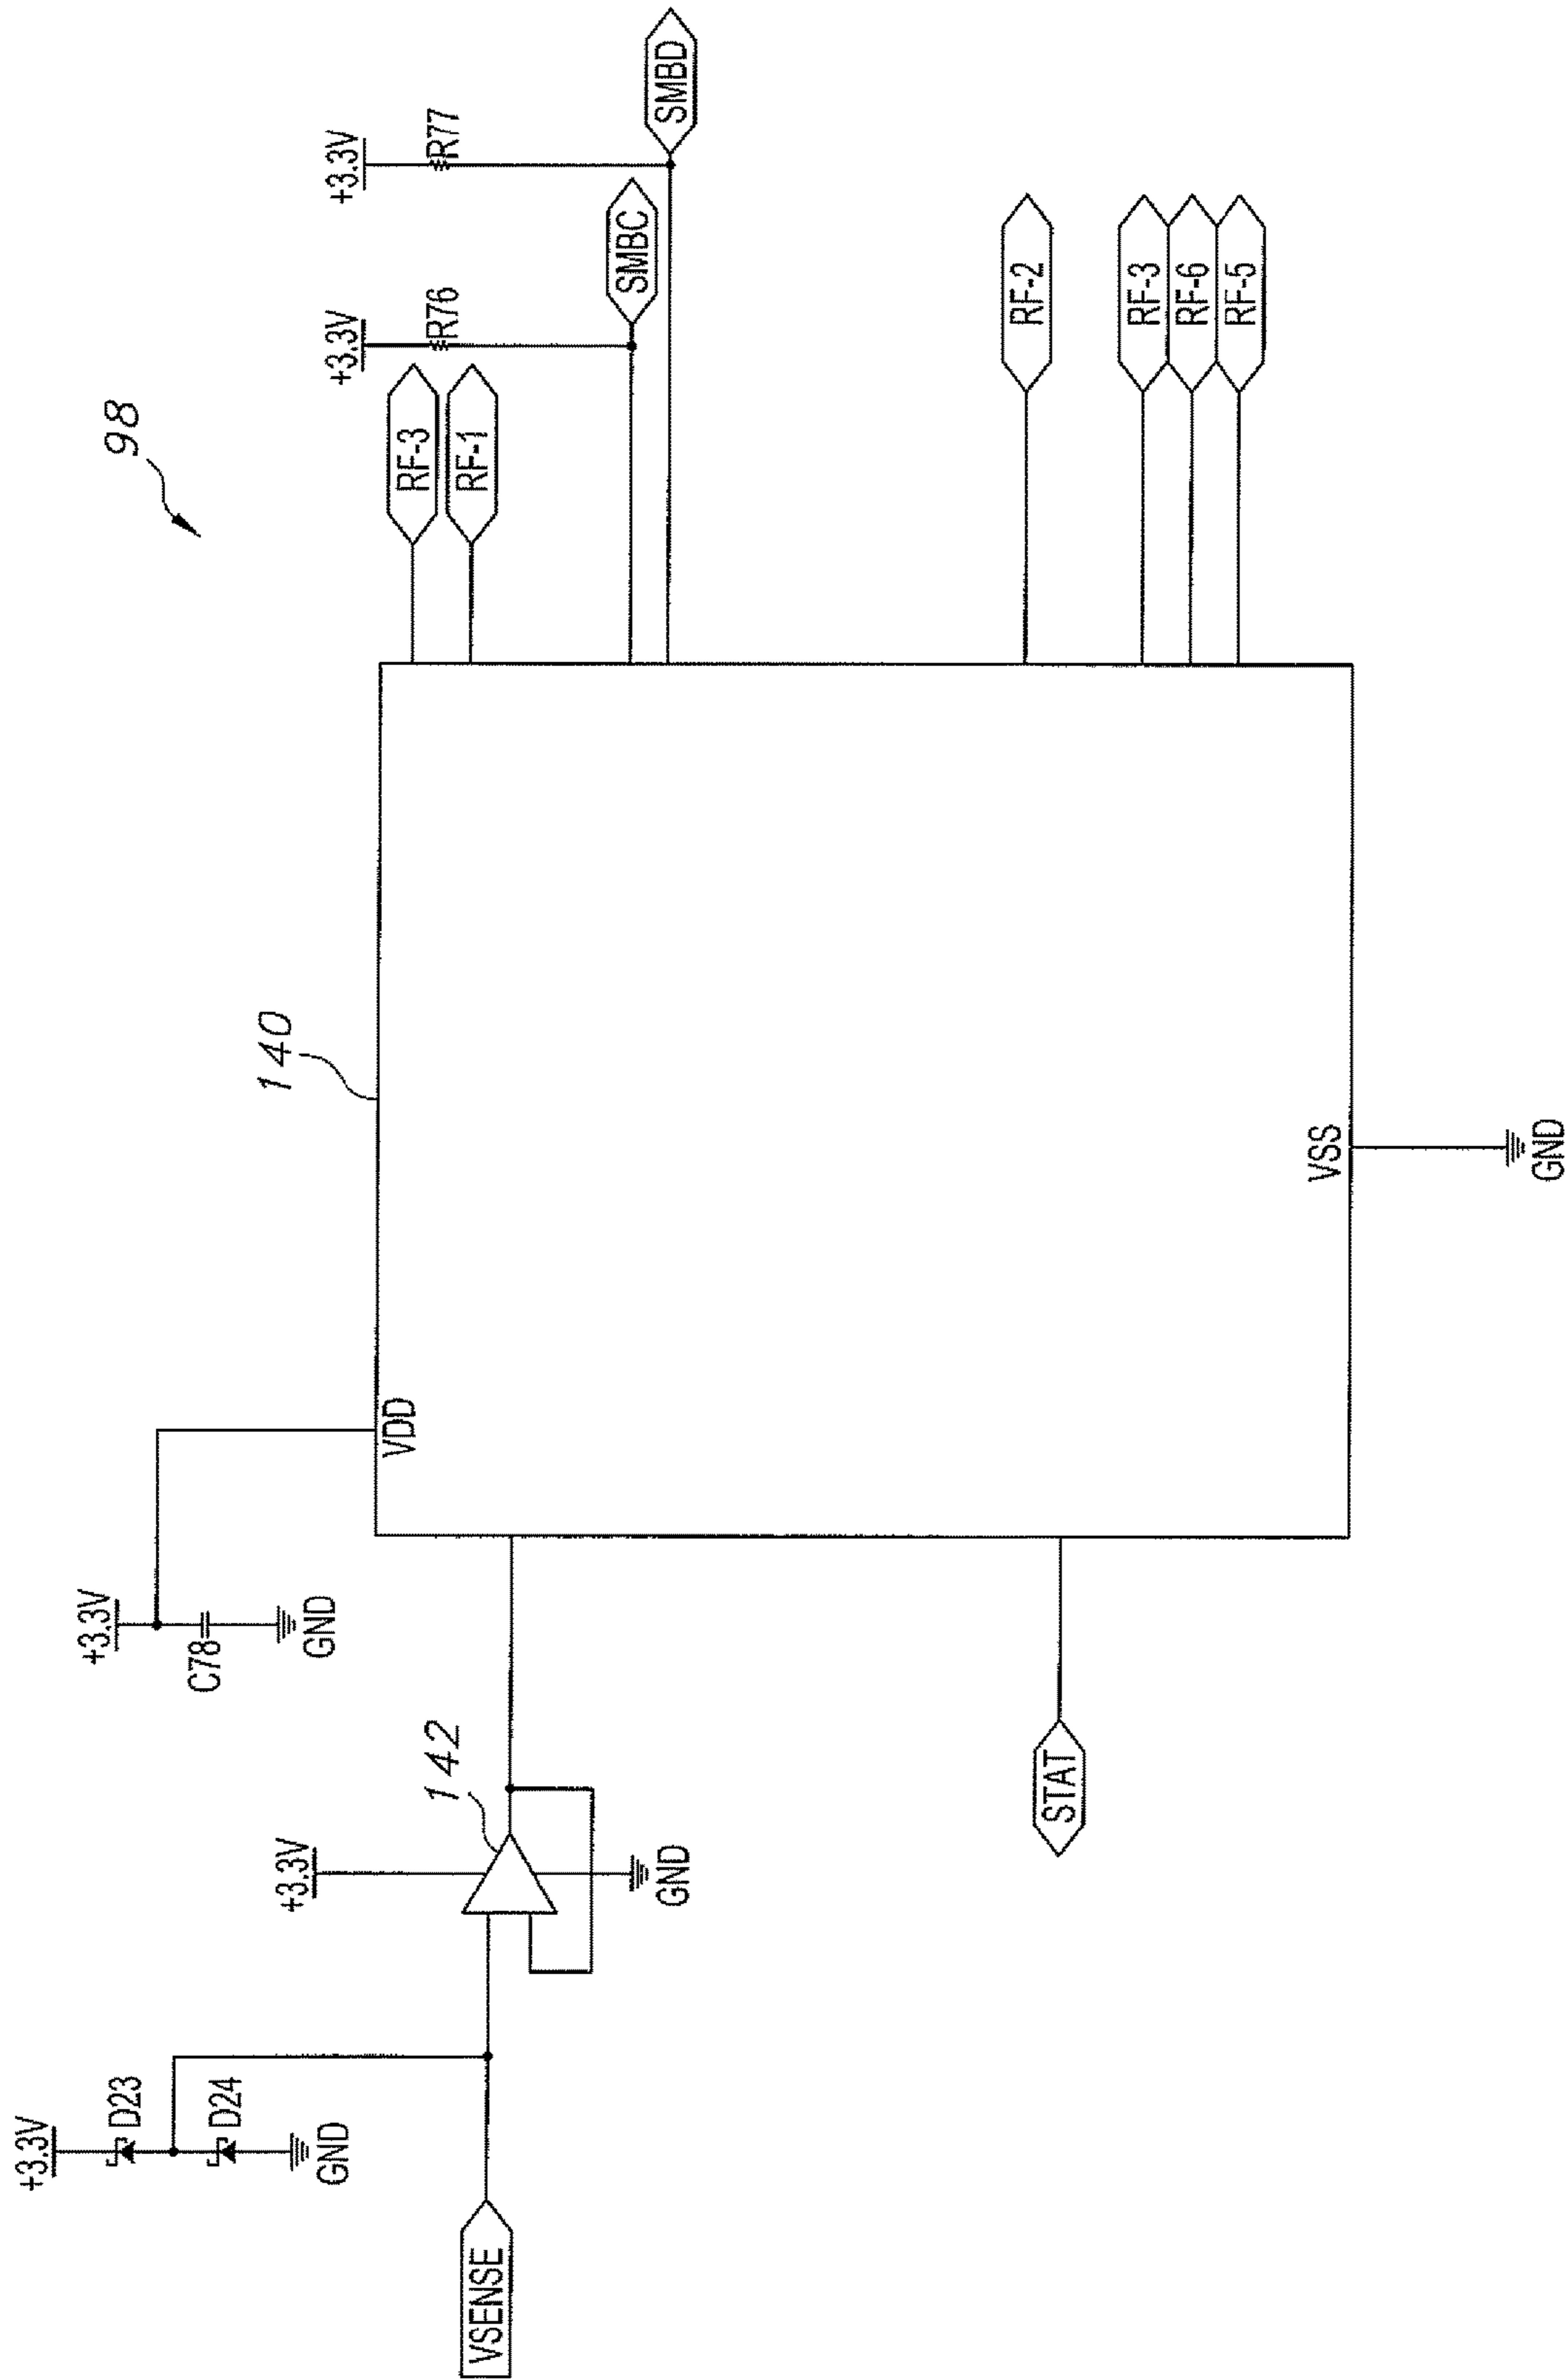 98
+3.3V
+3.3V
R76
R77
RF-3
RF-1
SMBC
SMBD
RF-2
RF-3
RF-6
RF-5
140
VDD
VSS
GND
+3.3V
C78
GND
142
+3.3V
GND
+3.3V
D23
D24
GND
VSENSE
STAT